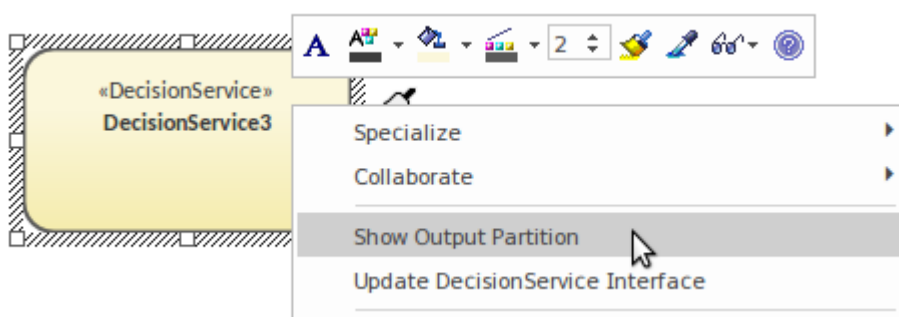 A
2
«DecisionService»
DecisionService3
Specialize
Collaborate
Show Output Partition
Update DecisionService Interface